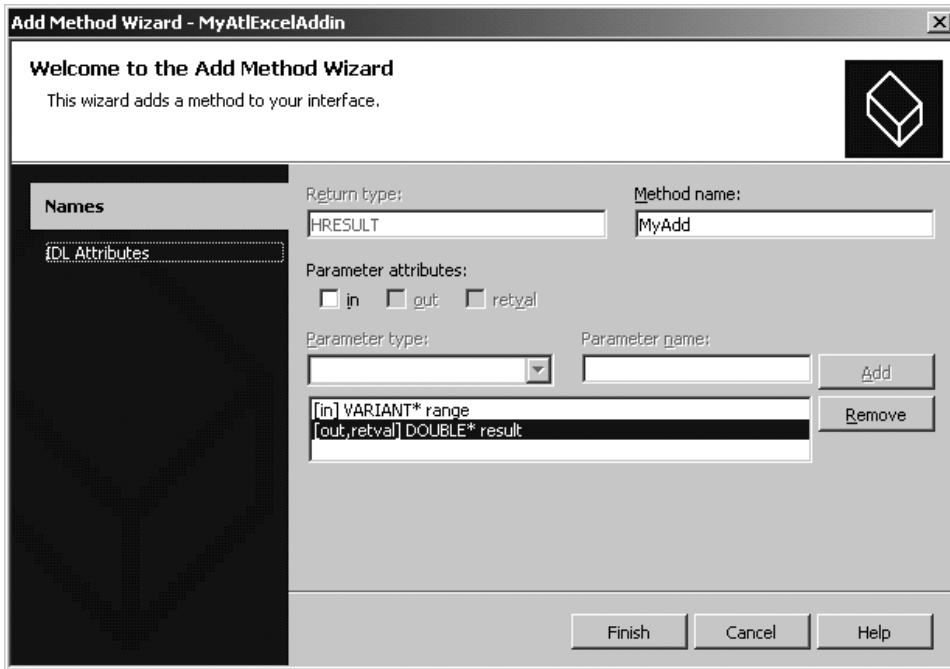 Add Method Wizard - MyAtlExcelAddin
Welcome to the Add Method Wizard
This wizard adds a method to your interface.
Names
IDL Attributes
Return type:
Method name:
HRESULT
MyAdd
Parameter attributes:
in
out
retval
Parameter type:
Parameter name:
Add
[in] VARIANT* range
[out,retval] DOUBLE* result
Remove
Finish
Cancel
Help